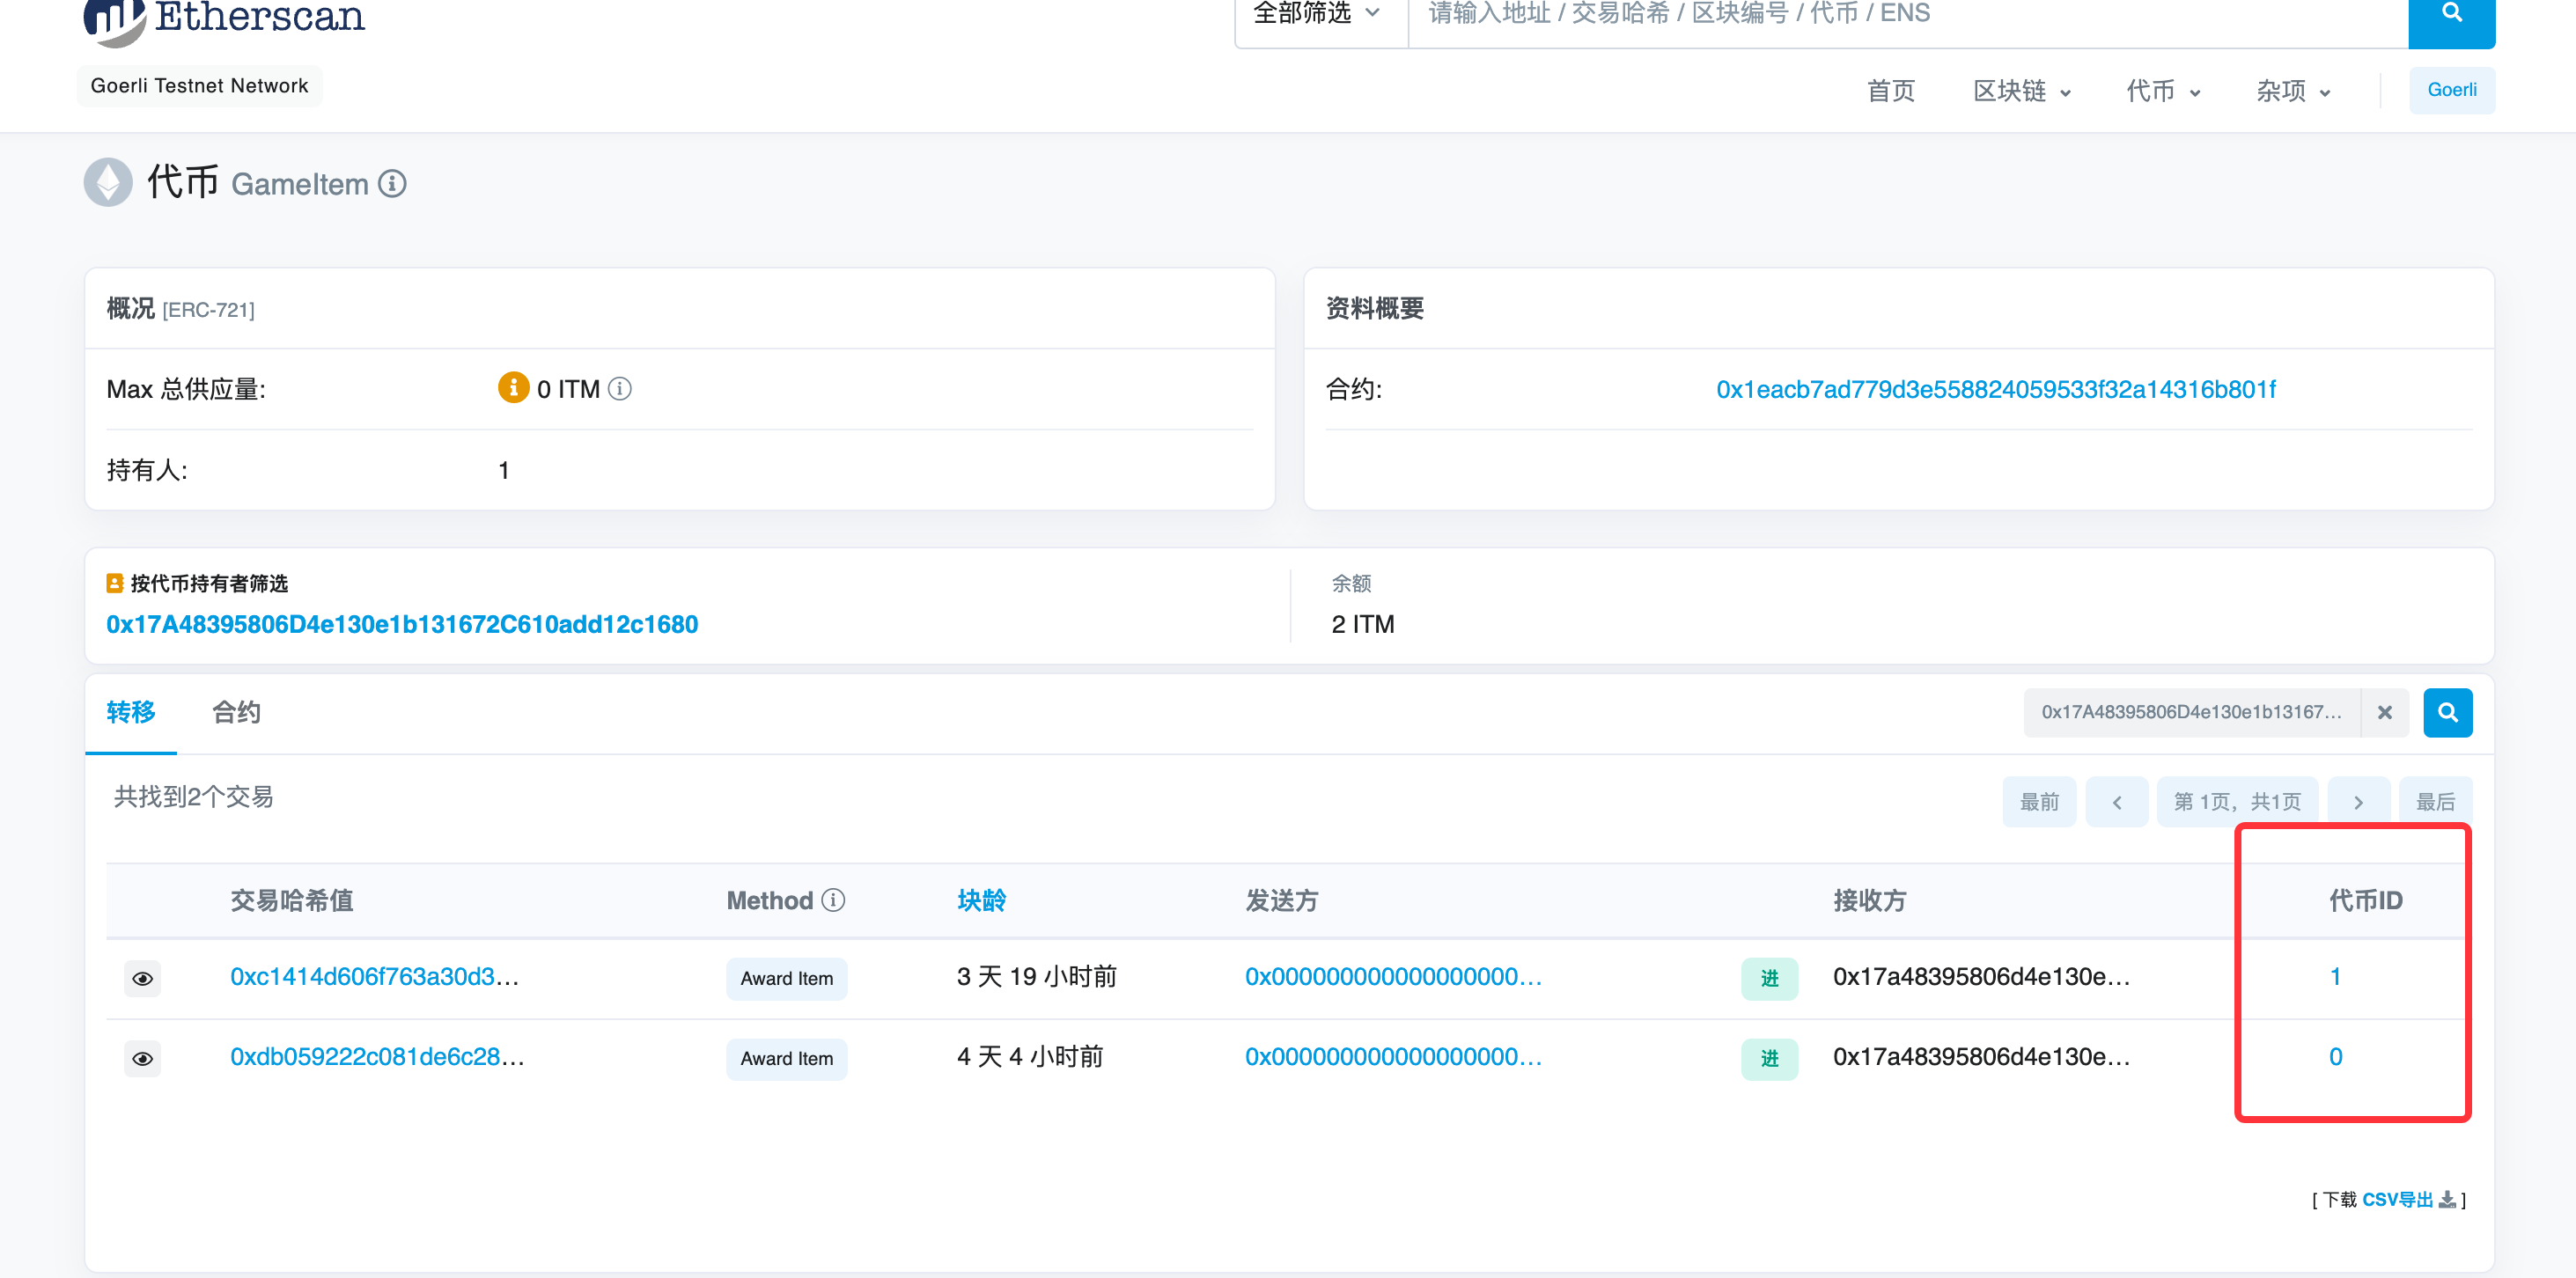 Etherscan
全部筛选 请输入地址 / 交易哈希 / 区块编号 / 代币 / ENS
Goerli Testnet Network
首页 区块链 代币 杂项 Goerli
代币 GameItem
概况 [ERC-721]
Max 总供应量: 0 ITM
持有人: 1
资料概要
合约: 0x1eacb7ad779d3e558824059533f32a14316b801f
按代币持有者筛选
0x17A48395806D4e130e1b131672C610add12c1680
余额
2 ITM
转移 合约 0x17A48395806D4e130e1b13167...
共找到2个交易
最前 第 1页，共1页 最后
交易哈希值 Method 块龄 发送方 接收方 代币ID
0xc1414d606f763a30d3... Award Item 3 天 19 小时前 0x000000000000000000... 进 0x17a48395806d4e130e... 1
0xdb059222c081de6c28... Award Item 4 天 4 小时前 0x000000000000000000... 进 0x17a48395806d4e130e... 0
[ 下载 CSV导出 ]